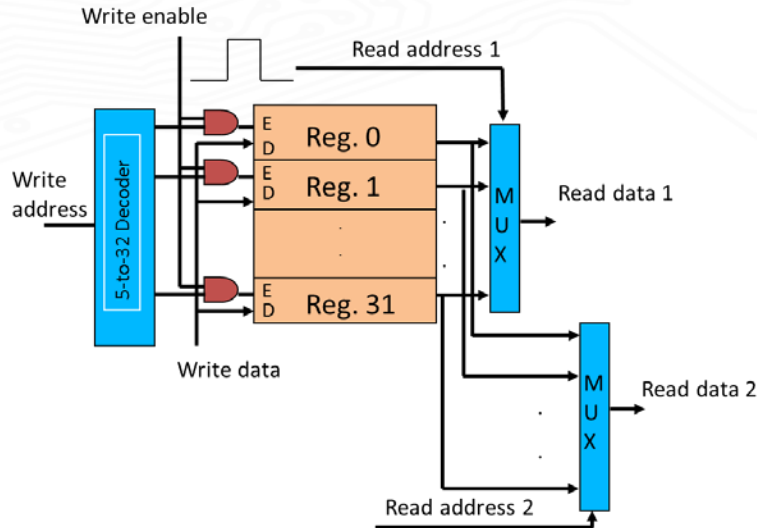 Write enable
Read address 1
E
D
Reg. 0
E
D
Reg. 1
Write
address
5-to-32 Decoder
M
U
X
Read data 1
.
.
.
.
E
D
Reg. 31
Write data
M
U
X
Read data 2
.
.
Read address 2